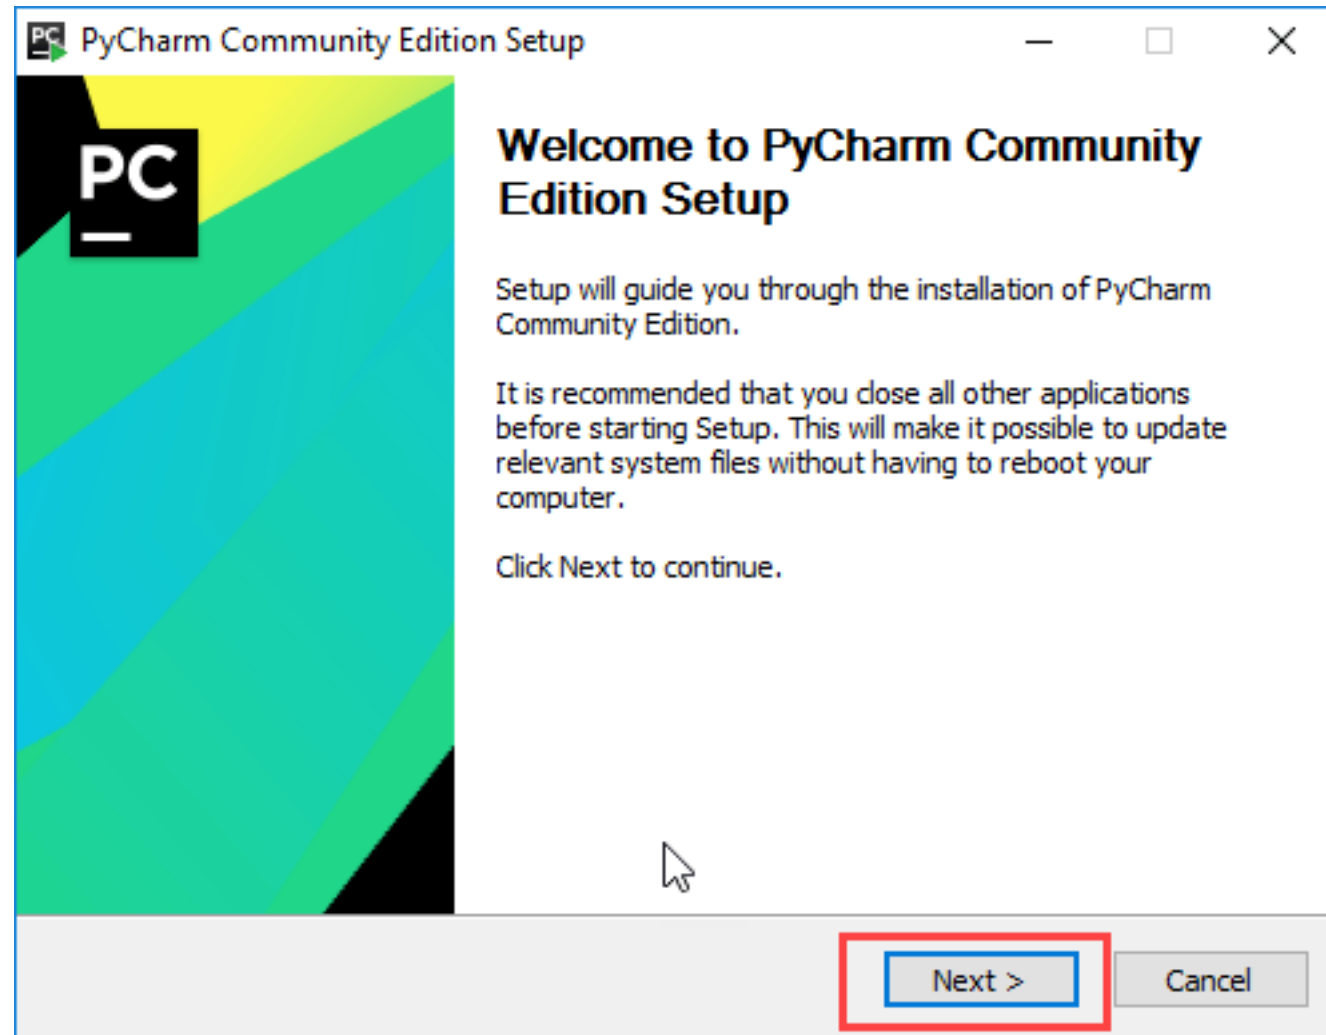 PyCharm Community Edition Setup
PC
Welcome to PyCharm Community
Edition Setup
Setup will guide you through the installation of PyCharm
Community Edition.
It is recommended that you close all other applications
before starting Setup. This will make it possible to update
relevant system files without having to reboot your
computer.
Click Next to continue.
Next >
Cancel